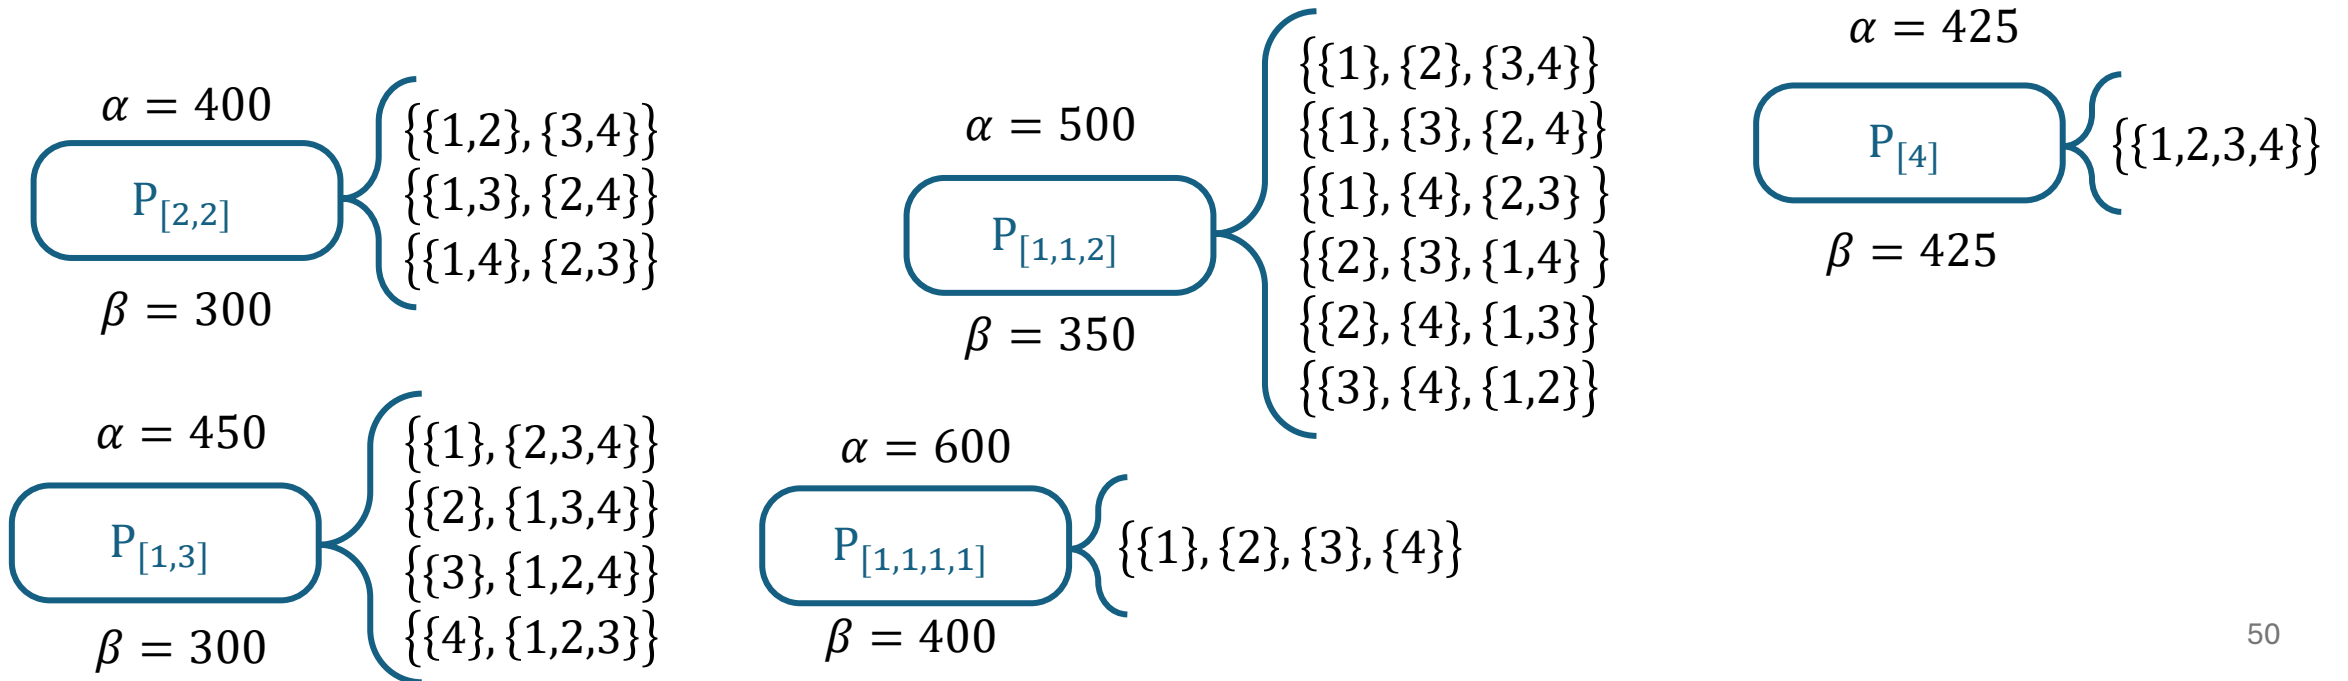 α = 400
P[2,2]
β = 300
{{1,2}, {3,4}}
{{1,3}, {2,4}}
{{1,4}, {2,3}}
α = 450
P[1,3]
β = 300
{{1}, {2,3,4}}
{{2}, {1,3,4}}
{{3}, {1,2,4}}
{{4}, {1,2,3}}
α = 500
P[1,1,2]
β = 350
{{1}, {2}, {3,4}}
{{1}, {3}, {2, 4}}
{{1}, {4}, {2,3} }
{{2}, {3}, {1,4} }
{{2}, {4}, {1,3}}
{{3}, {4}, {1,2}}
α = 600
P[1,1,1,1]
β = 400
{{1}, {2}, {3}, {4}}
α = 425
P[4]
β = 425
{{1,2,3,4}}
50